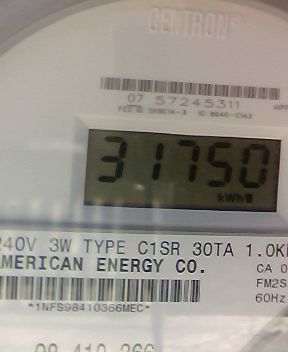 CENTRON®
07 57245311
31750
kWh
240V 3W TYPE C1SR 30TA 1.0K
AMERICAN ENERGY CO.
CA 0
FM2S
60Hz
*1NFS98410366MEC*